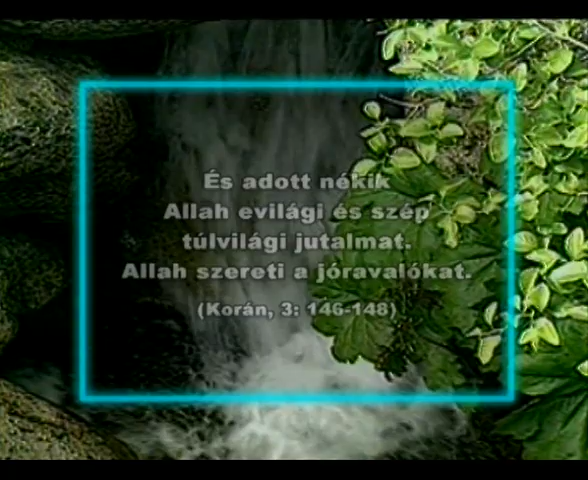 És adott nékik
Allah evilági és szép
túlvilági jutalmat.
Allah szereti a jóravalókat.
(Korán, 3: 146-148)